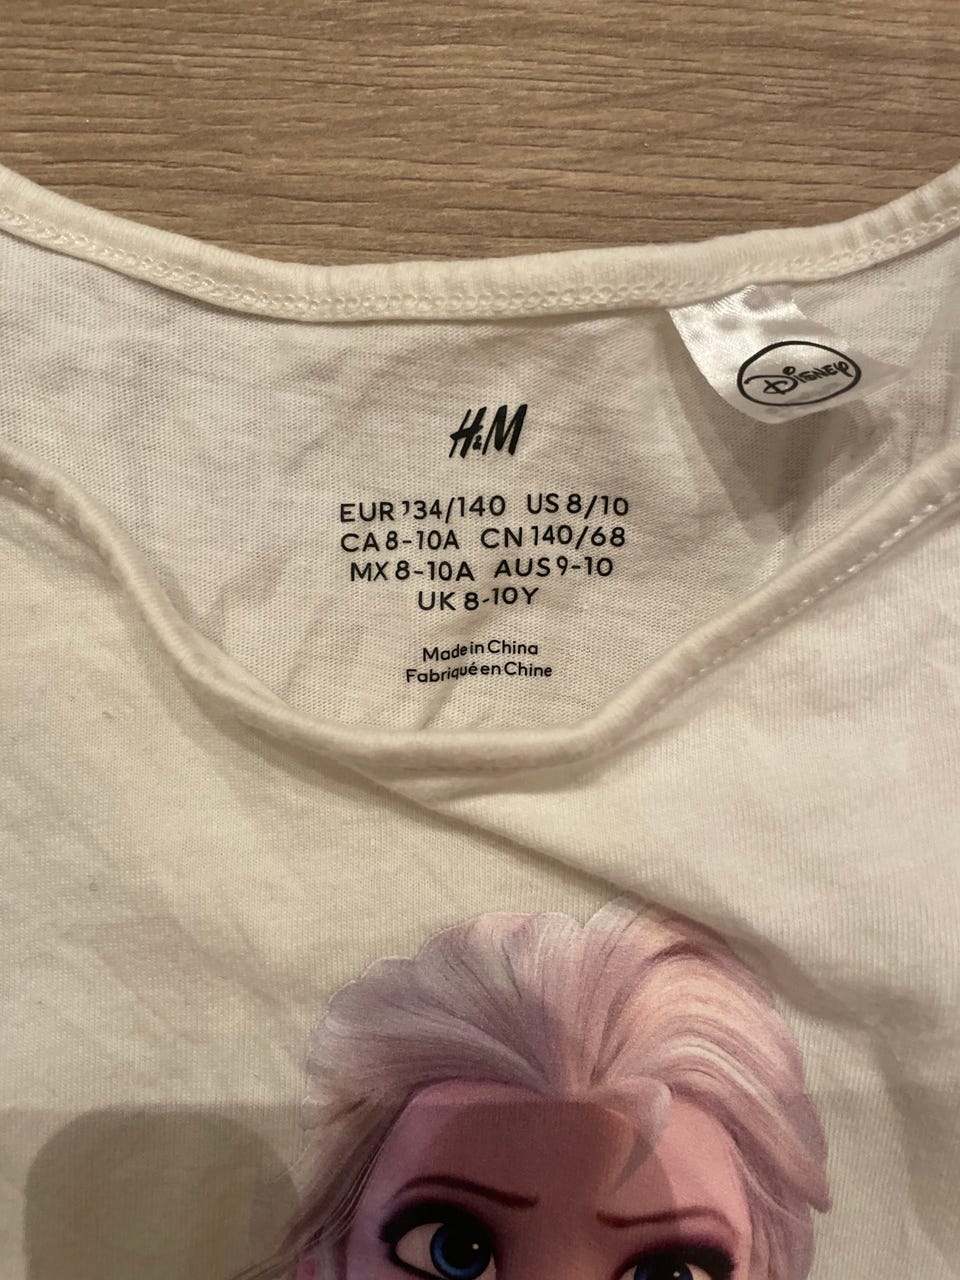 Disney
H&M
EUR 134/140 US 8/10
CA 8-10A CN 140/68
MX 8-10A AUS 9-10
UK 8-10Y
Made in China
Fabriqué en Chine